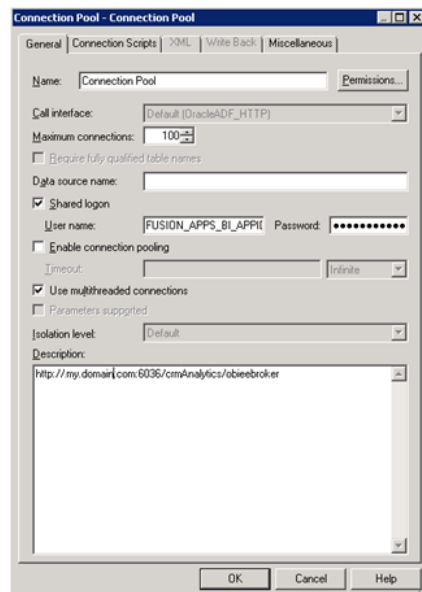 Connection Pool - Connection Pool
General Connection Scripts XML Write Back Miscellaneous
Name: Connection Pool Permissions...
Call interface: Default (OracleADF_HTTP)
Maximum connections: 100
Require fully qualified table names
Data source name:
Shared logon
User name: FUSION_APPS_BI_APPID Password: ●●●●●●●●●●●
Enable connection pooling
Timeout: Infinite
Use multithreaded connections
Parameters supported
Isolation level: Default
Description:
http://.my.domain.com:6036/crmAnalytics/obieebroker
OK Cancel Help